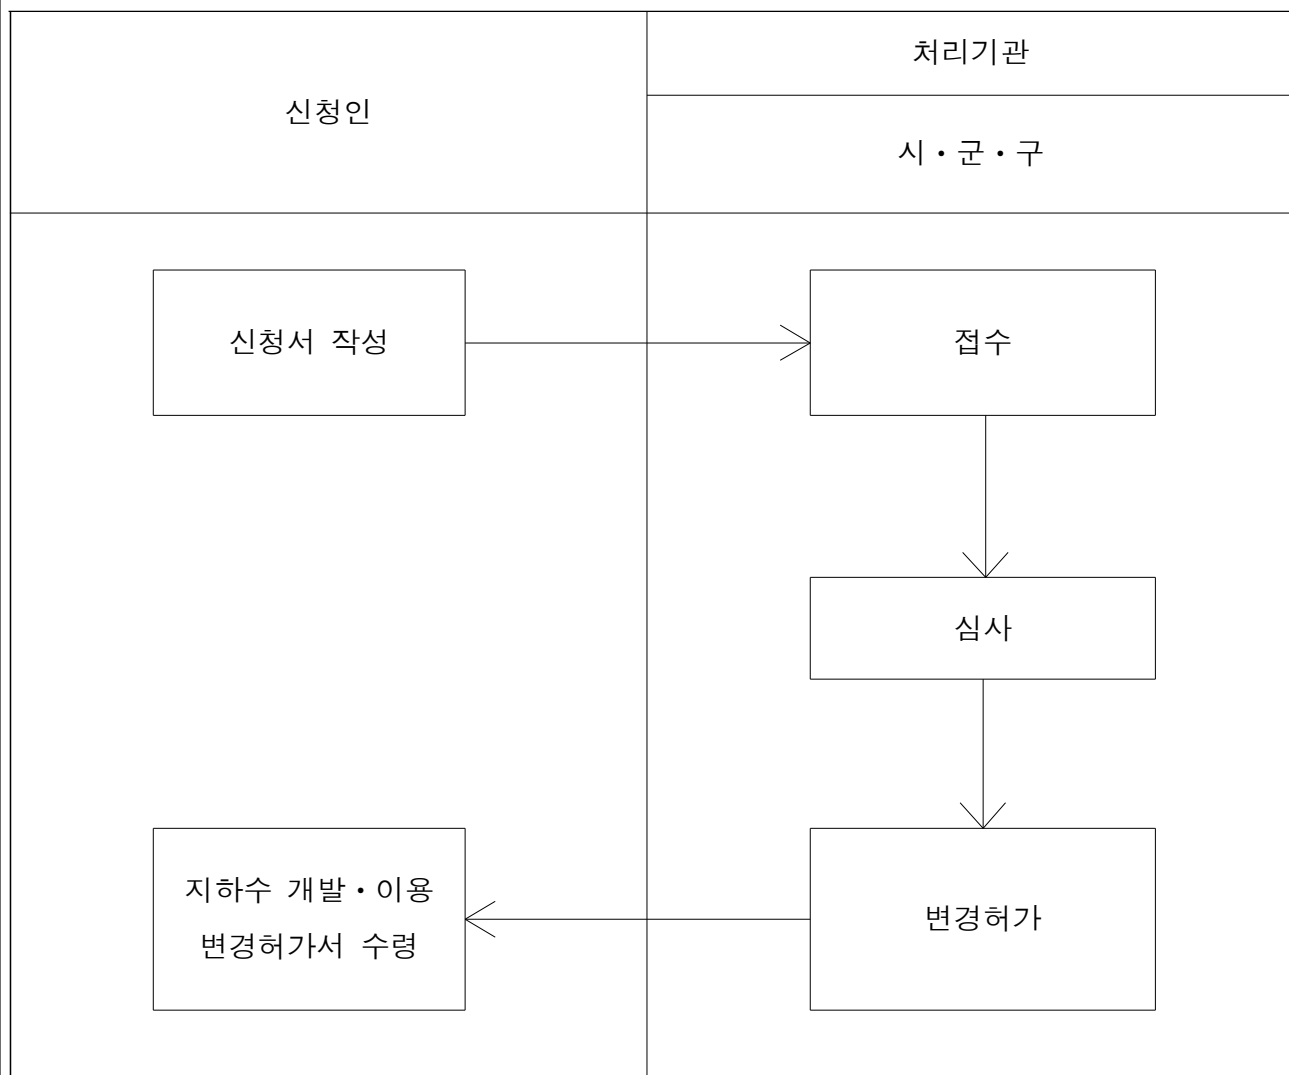 신청인
처리기관
시・군・구
신청서 작성
접수
심사
지하수 개발・이용
변경허가서 수령
변경허가